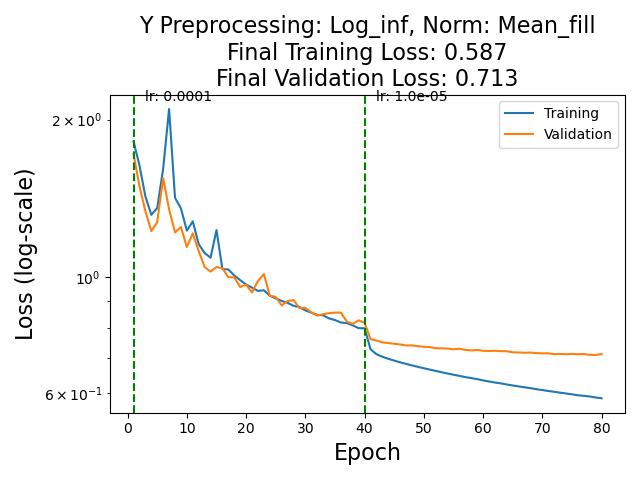 Y Preprocessing: Log_inf, Norm: Mean_fill
Final Training Loss: 0.587
Final Validation Loss: 0.713
lr: 0.0001
lr: 1.0e-05
Training
Validation
2 × 10⁰
10⁰
6 × 10⁻¹
Loss (log-scale)
0 10 20 30 40 50 60 70 80
Epoch